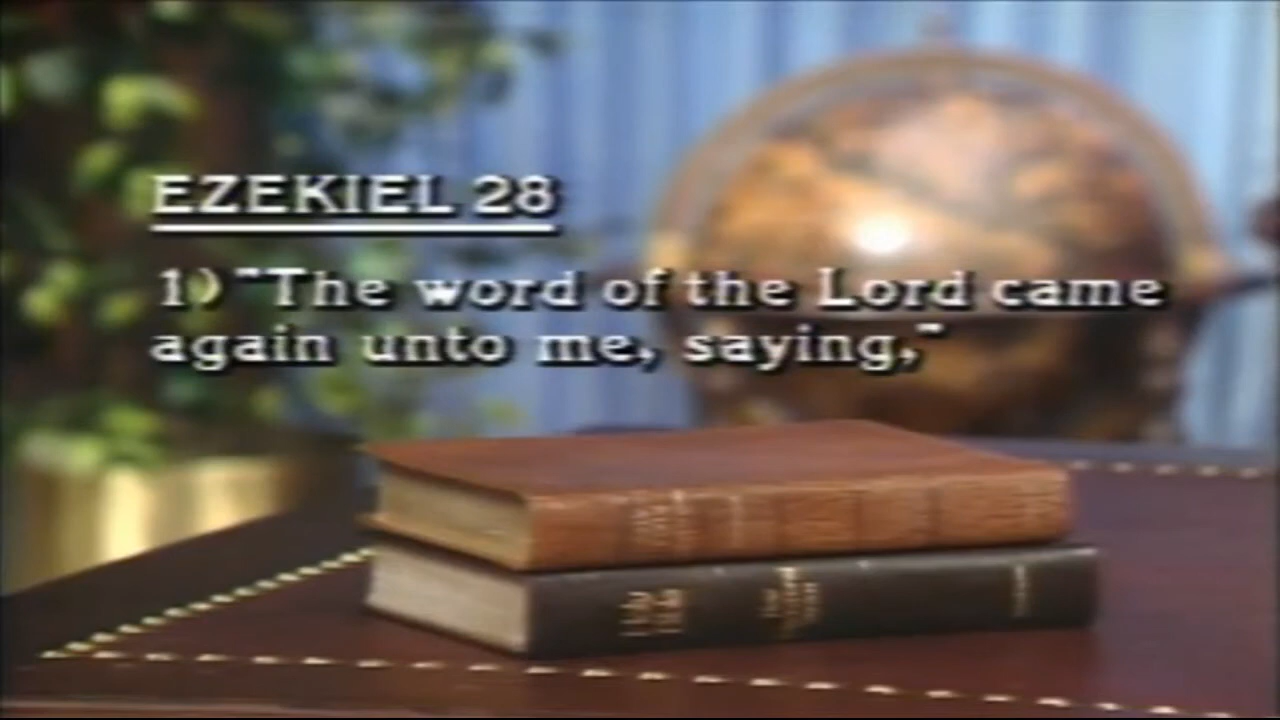 EZEKIEL 28
1) "The word of the Lord came
again unto me, saying,"